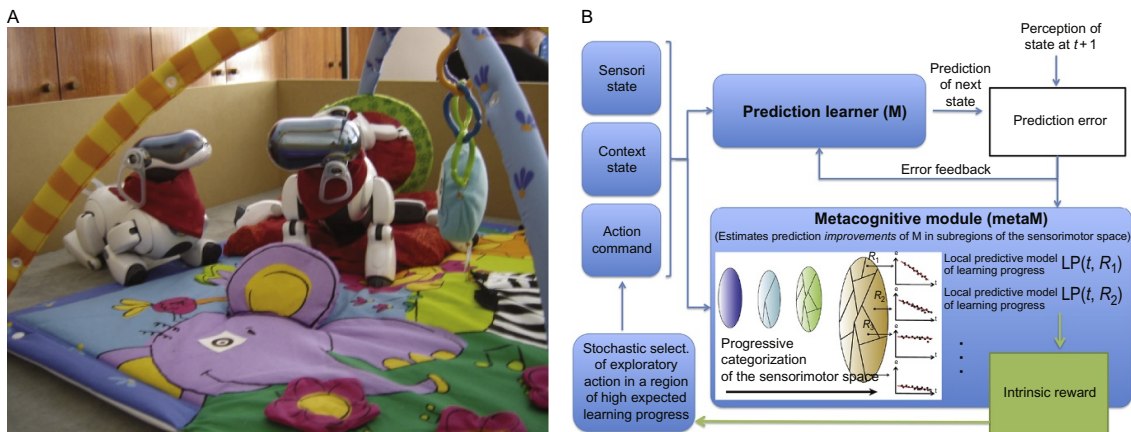 A
B
Sensori
state
Context
state
Action
command
Stochastic select.
of exploratory
action in a region
of high expected
learning progress
Prediction learner (M)
Prediction
of next
state
Perception of
state at t + 1
Prediction error
Error feedback
Metacognitive module (metaM)
(Estimates prediction improvements of M in subregions of the sensorimotor space)
R1
R2
R3
Progressive
categorization
of the sensorimotor space
e
t
e
t
e
t
e
t
Local predictive model
of learning progress LP(t, R1)
Local predictive model
of learning progress LP(t, R2)
Intrinsic reward